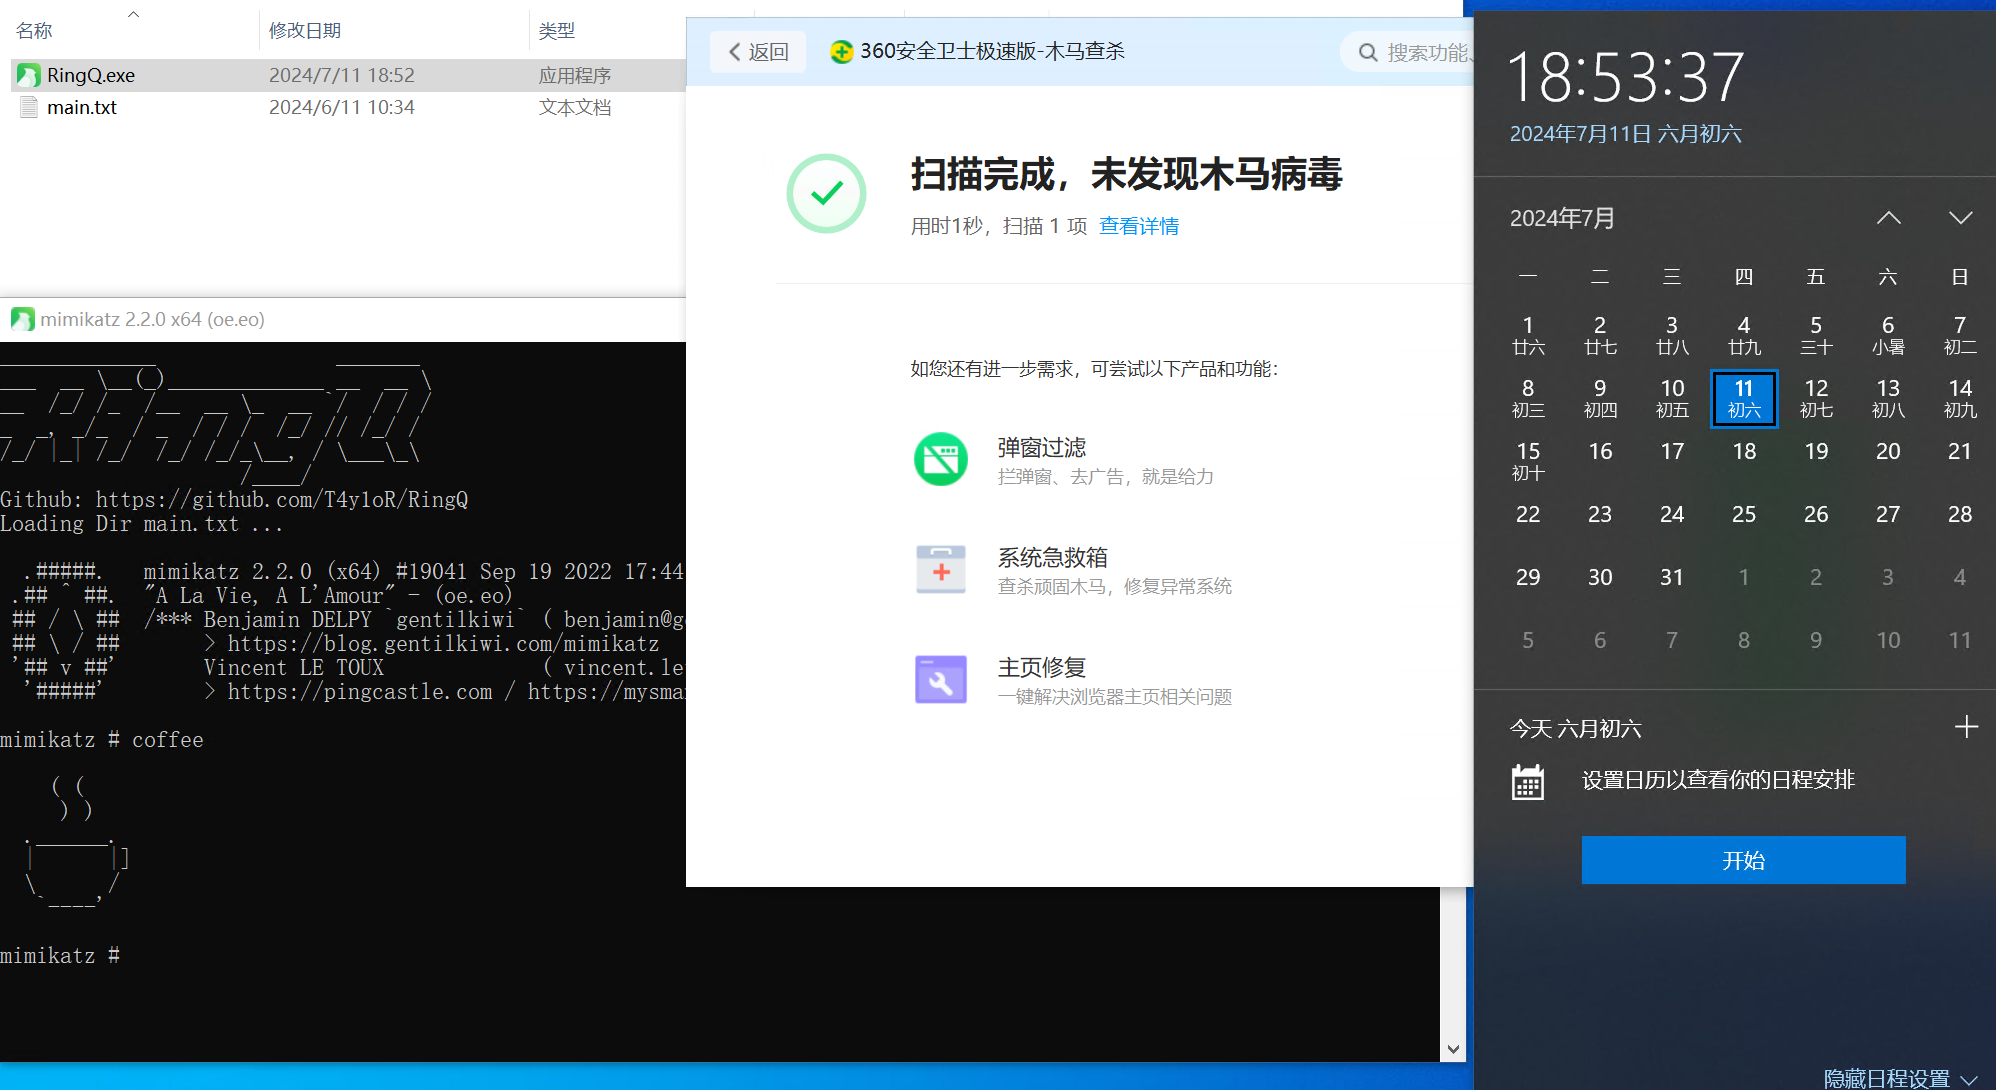 名称 修改日期 类型
RingQ.exe 2024/7/11 18:52 应用程序
main.txt 2024/6/11 10:34 文本文档
mimikatz 2.2.0 x64 (oe.eo)
Github: https://github.com/T4y1oR/RingQ
Loading Dir main.txt ...
.#####. mimikatz 2.2.0 (x64) #19041 Sep 19 2022 17:44
.## ^ ##. "A La Vie, A L'Amour" - (oe.eo)
## / \ ## /*** Benjamin DELPY `gentilkiwi` ( benjamin@g
## \ / ## > https://blog.gentilkiwi.com/mimikatz
'## v ##' Vincent LE TOUX ( vincent.le
'#####' > https://pingcastle.com / https://mysma
mimikatz # coffee
mimikatz #
返回 360安全卫士极速版-木马查杀 搜索功能、
扫描完成，未发现木马病毒
用时1秒，扫描 1 项 查看详情
如您还有进一步需求，可尝试以下产品和功能：
弹窗过滤
拦弹窗、去广告，就是给力
系统急救箱
查杀顽固木马，修复异常系统
主页修复
一键解决浏览器主页相关问题
18:53:37
2024年7月11日 六月初六
2024年7月
一 二 三 四 五 六 日
1 2 3 4 5 6 7
廿六 廿七 廿八 廿九 三十 小暑 初二
8 9 10 11 12 13 14
初三 初四 初五 初六 初七 初八 初九
15 16 17 18 19 20 21
初十
22 23 24 25 26 27 28
29 30 31 1 2 3 4
5 6 7 8 9 10 11
今天 六月初六
设置日历以查看你的日程安排
开始
隐藏日程设置